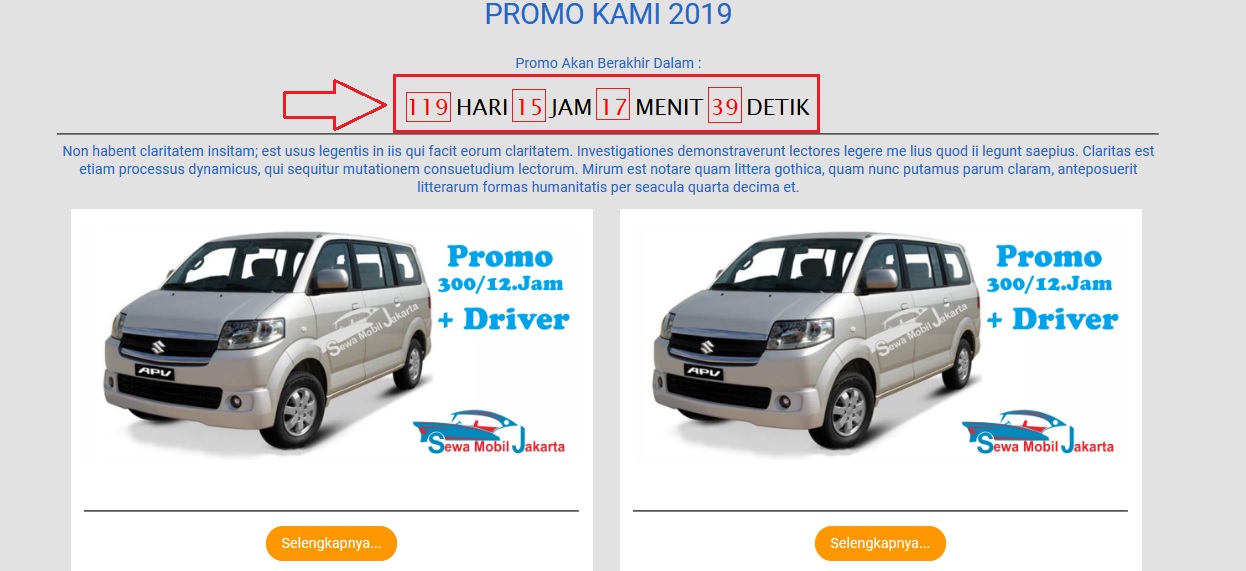 PROMO KAMI 2019
Promo Akan Berakhir Dalam :
119 HARI 15 JAM 17 MENIT 39 DETIK
Non habent claritatem insitam; est usus legentis in iis qui facit eorum claritatem. Investigationes demonstraverunt lectores legere me lius quod ii legunt saepius. Claritas est
etiam processus dynamicus, qui sequitur mutationem consuetudium lectorum. Mirum est notare quam littera gothica, quam nunc putamus parum claram, anteposuerit
litterarum formas humanitatis per seacula quarta decima et.
Promo
300/12.Jam
+ Driver
Sewa Mobil Jakarta
APV
Sewa Mobil Jakarta
Selengkapnya...
Promo
300/12.Jam
+ Driver
Sewa Mobil Jakarta
APV
Sewa Mobil Jakarta
Selengkapnya...